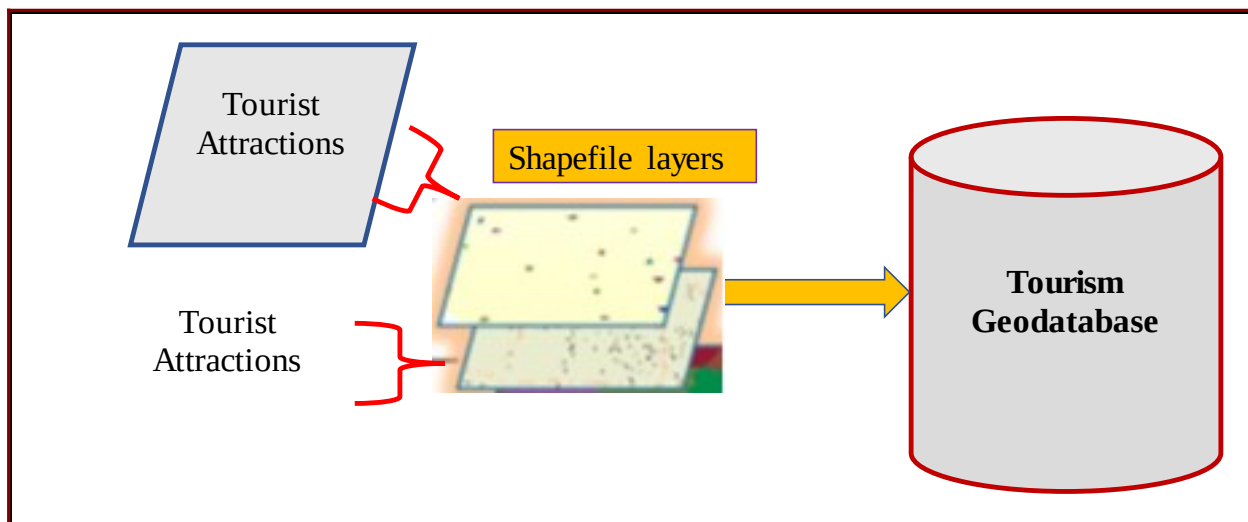 Tourist
Attractions
Shapefile layers
Tourism
Geodatabase
Tourist
Attractions